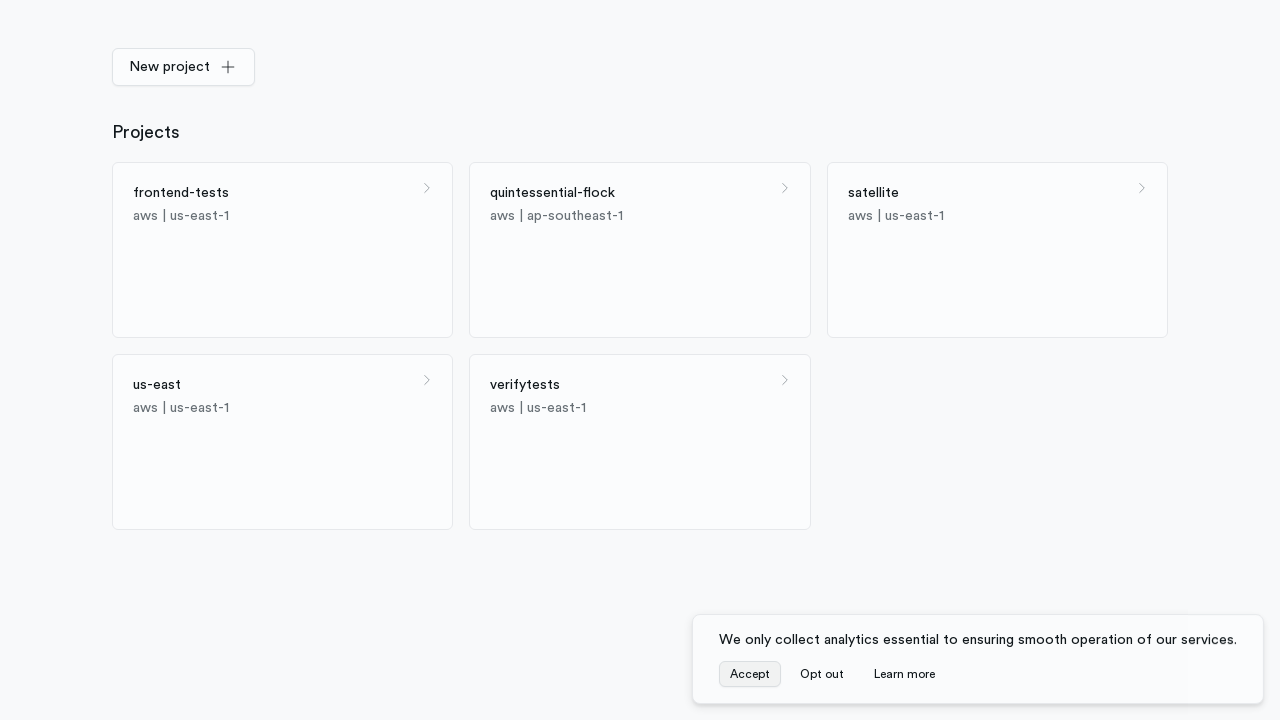 New project
Projects
frontend-tests
aws | us-east-1
quintessential-flock
aws | ap-southeast-1
satellite
aws | us-east-1
us-east
aws | us-east-1
verifytests
aws | us-east-1
We only collect analytics essential to ensuring smooth operation of our services.
Accept
Opt out
Learn more